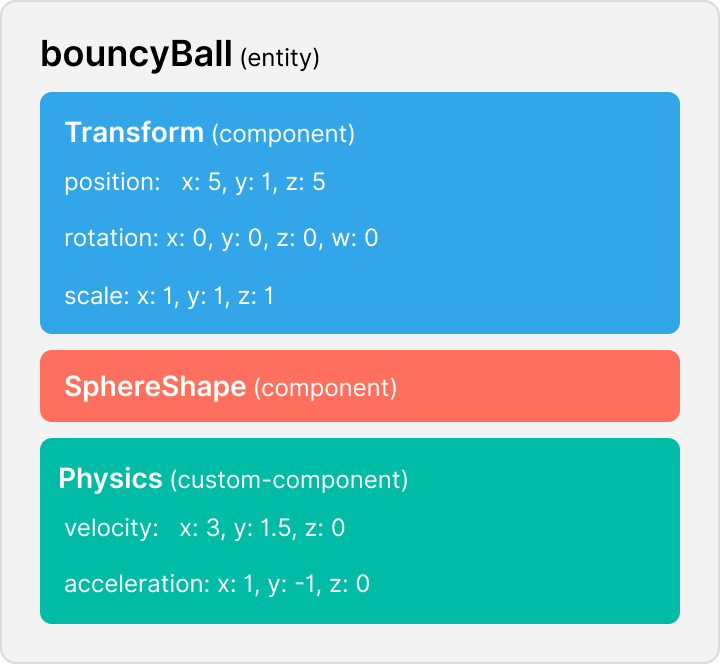 bouncyBall (entity)
Transform (component)
position: x: 5, y: 1, z: 5
rotation: x: 0, y: 0, z: 0, w: 0
scale: x: 1, y: 1, z: 1
SphereShape (component)
Physics (custom-component)
velocity: x: 3, y: 1.5, z: 0
acceleration: x: 1, y: -1, z: 0